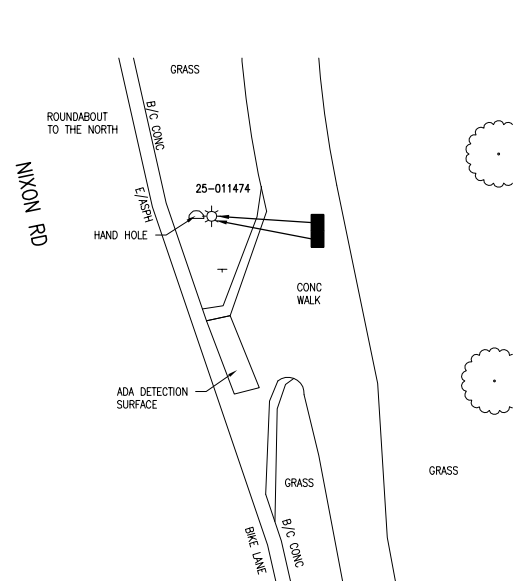 GRASS
B/C CONC
ROUNDABOUT
TO THE NORTH
NIXON RD
25-011474
E/ASPH
HAND HOLE
CONC
WALK
ADA DETECTION
SURFACE
GRASS
GRASS
BIKE LANE
B/C CONC